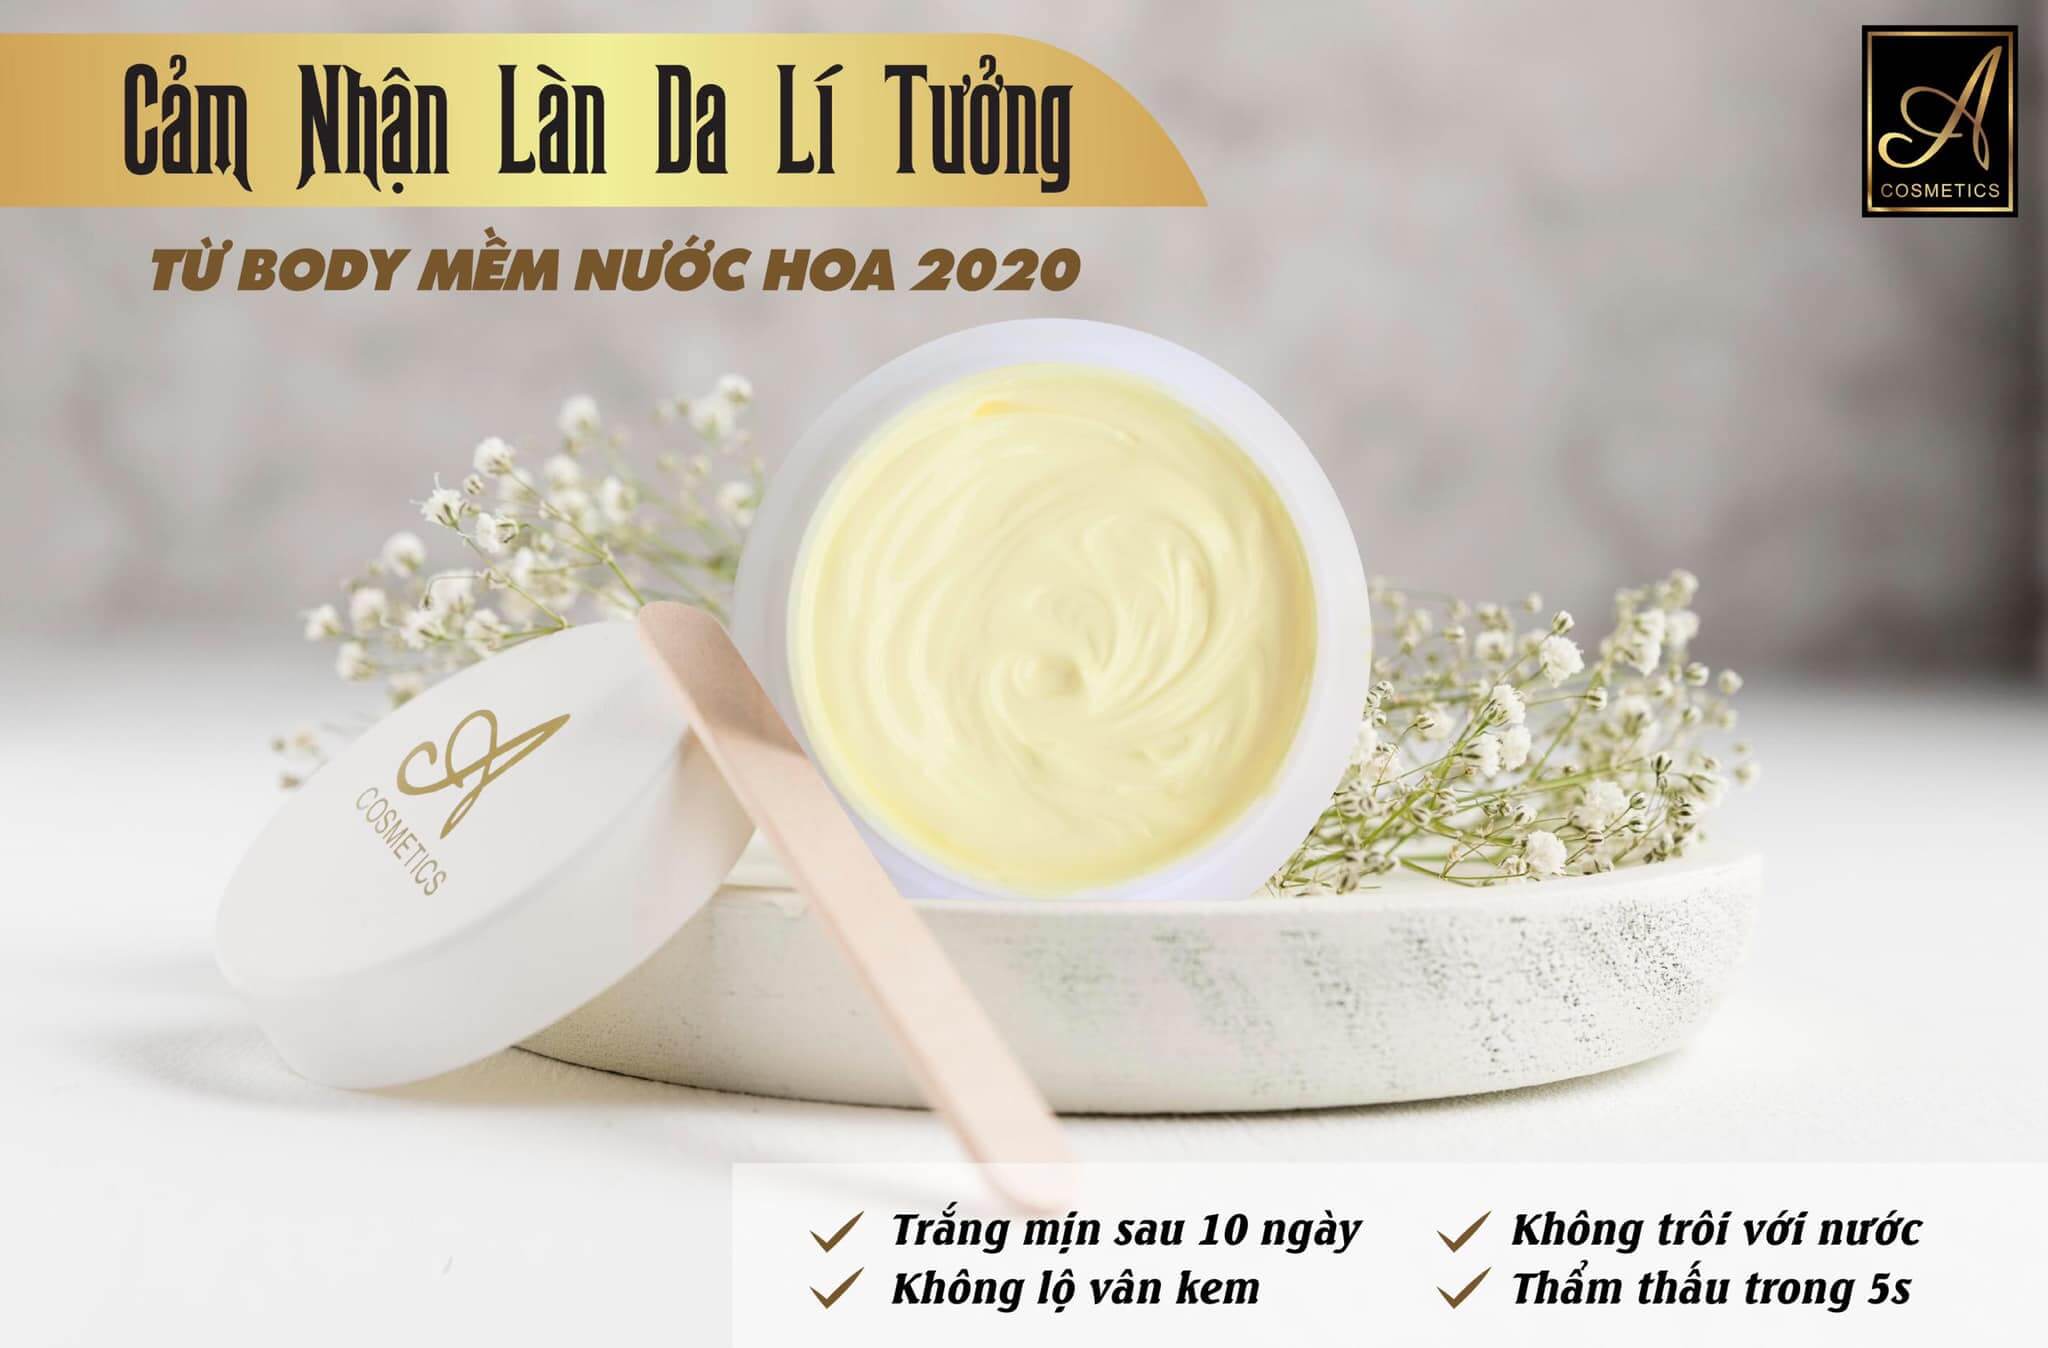 Cảm Nhận Làn Da Lí Tưởng
TỪ BODY MỀM NƯỚC HOA 2020
A
COSMETICS
A
COSMETICS
Trắng mịn sau 10 ngày
Không lộ vân kem
Không trôi với nước
Thẩm thấu trong 5s